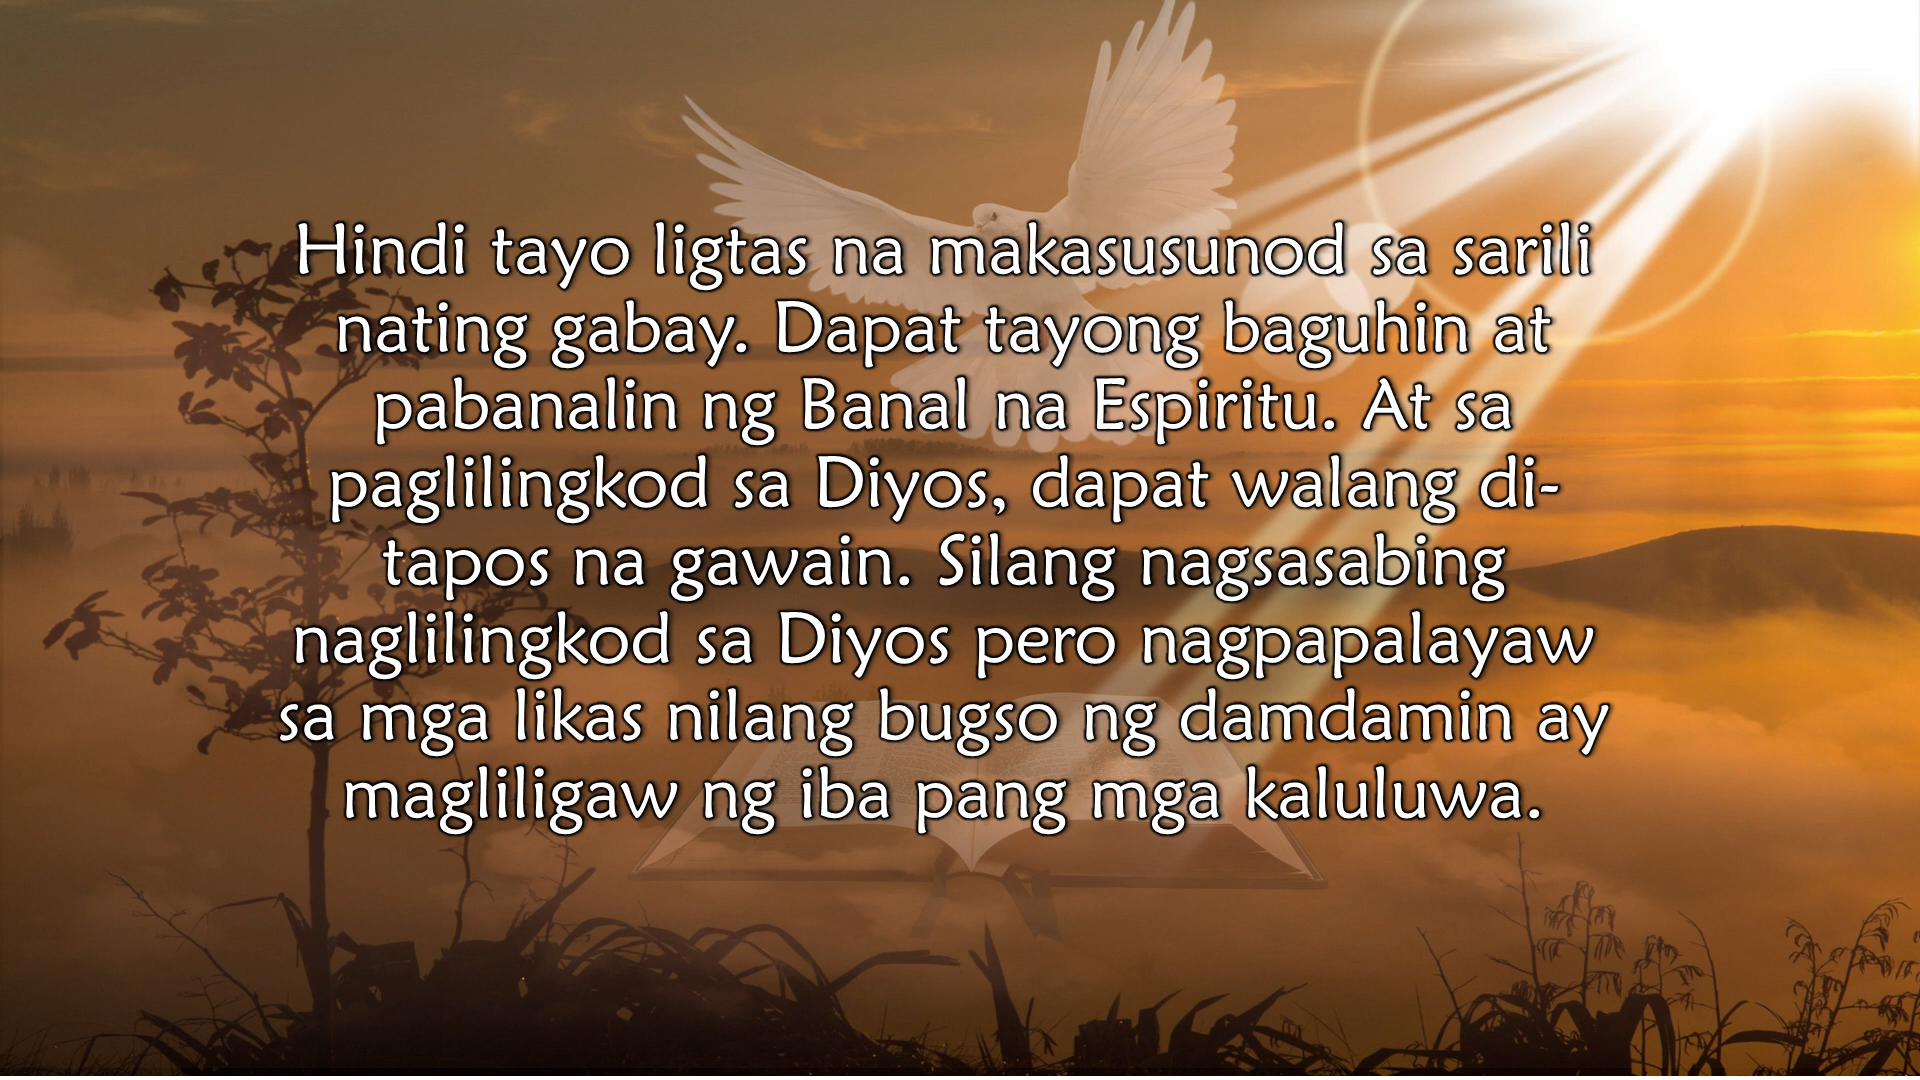 Hindi tayo ligtas na makasusunod sa sarili
nating gabay. Dapat tayong baguhin at
pabanalin ng Banal na Espiritu. At sa
paglilingkod sa Diyos, dapat walang di-
tapos na gawain. Silang nagsasabing
naglilingkod sa Diyos pero nagpapalayaw
sa mga likas nilang bugso ng damdamin ay
magliligaw ng iba pang mga kaluluwa.